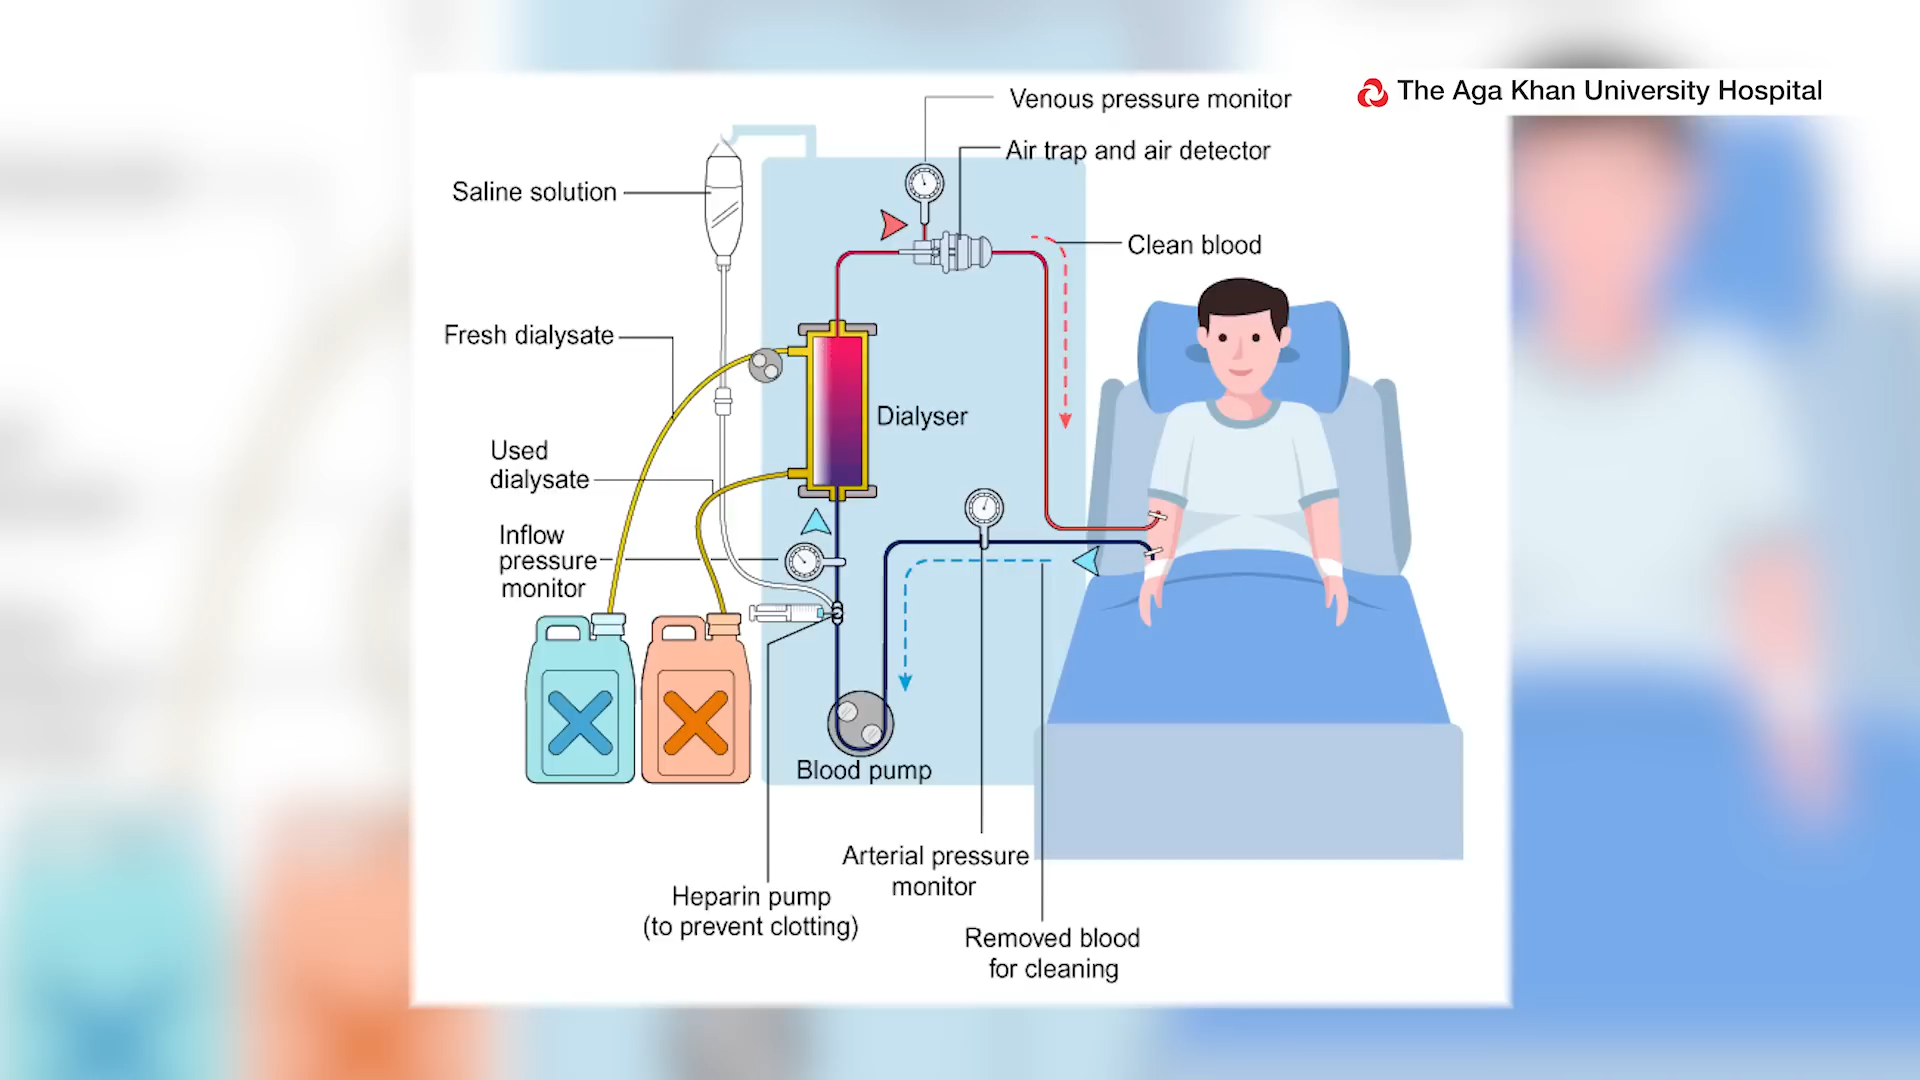 The Aga Khan University Hospital
Venous pressure monitor
Air trap and air detector
Saline solution
Clean blood
Fresh dialysate
Dialyser
Used
dialysate
Inflow
pressure
monitor
Blood pump
Arterial pressure
monitor
Heparin pump
(to prevent clotting)
Removed blood
for cleaning